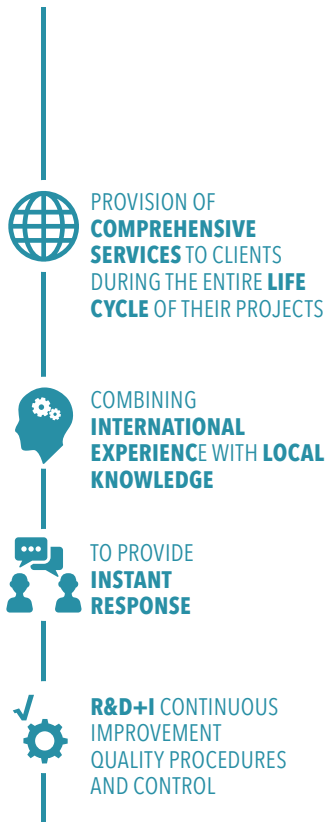 PROVISION OF
COMPREHENSIVE
SERVICES TO CLIENTS
DURING THE ENTIRE LIFE
CYCLE OF THEIR PROJECTS
COMBINING
INTERNATIONAL
EXPERIENCE WITH LOCAL
KNOWLEDGE
TO PROVIDE
INSTANT
RESPONSE
R&D+I CONTINUOUS
IMPROVEMENT
QUALITY PROCEDURES
AND CONTROL